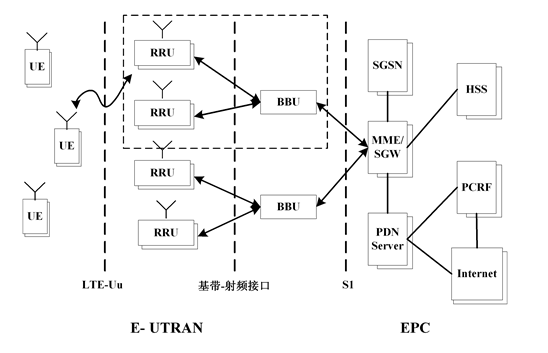 UE
UE
UE
RRU
RRU
RRU
RRU
BBU
BBU
SGSN
MME/
SGW
HSS
PDN
Server
PCRF
Internet
LTE-Uu
基带-射频接口
S1
E- UTRAN
EPC